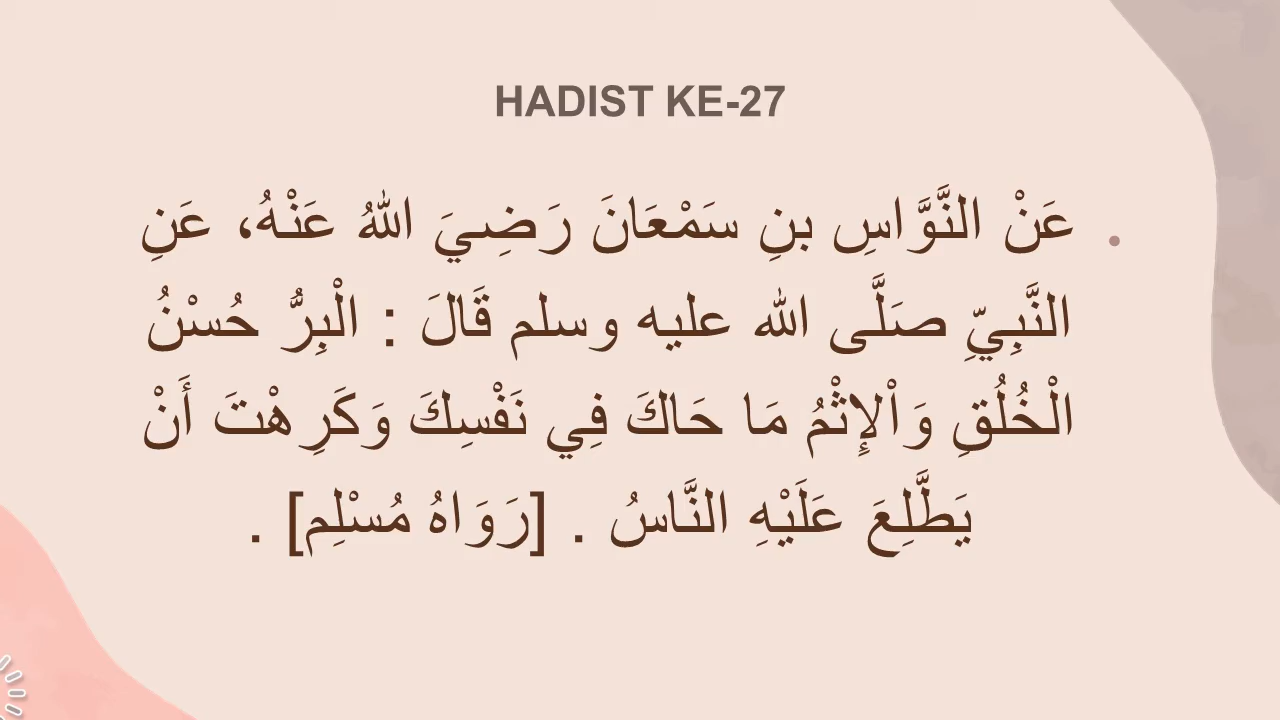 HADIST KE-27
• عَنْ النَّوَّاسِ بنِ سَمْعَانَ رَضِيَ اللهُ عَنْهُ، عَنِ
النَّبِيِّ صَلَّى الله عليه وسلم قَالَ : الْبِرُّ حُسْنُ
الْخُلُقِ وَاْلإِثْمُ مَا حَاكَ فِي نَفْسِكَ وَكَرِهْتَ أَنْ
يَطَّلِعَ عَلَيْهِ النَّاسُ . [رَوَاهُ مُسْلِم] .